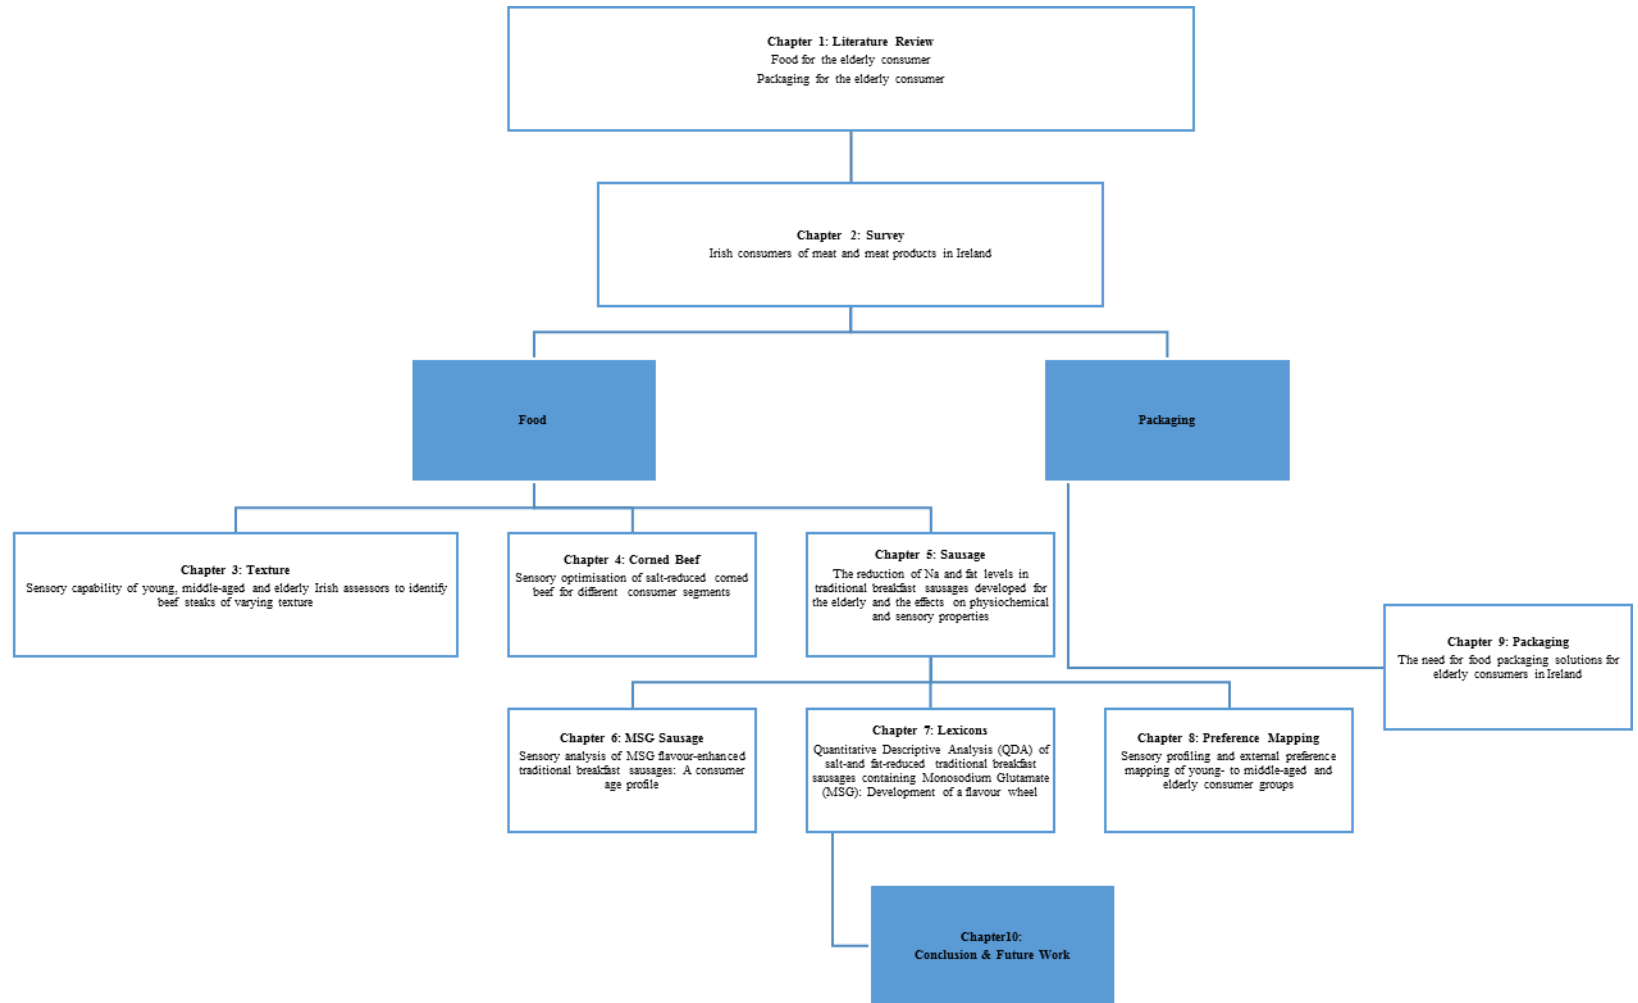 Chapter 1: Literature Review
Food for the elderly consumer
Packaging for the elderly consumer
Chapter 2: Survey
Irish consumers of meat and meat products in Ireland
Food
Packaging
Chapter 3: Texture
Sensory capability of young, middle-aged and elderly Irish assessors to identify
beef steaks of varying texture
Chapter 4: Corned Beef
Sensory optimisation of salt-reduced corned
beef for different consumer segments
Chapter 5: Sausage
The reduction of Na and fat levels in
traditional breakfast sausages developed for
the elderly and the effects on physiochemical
and sensory properties
Chapter 9: Packaging
The need for food packaging solutions for
elderly consumers in Ireland
Chapter 6: MSG Sausage
Sensory analysis of MSG flavour-enhanced
traditional breakfast sausages: A consumer
age profile
Chapter 7: Lexicons
Quantitative Descriptive Analysis (QDA) of
salt-and fat-reduced traditional breakfast
sausages containing Monosodium Glutamate
(MSG): Development of a flavour wheel
Chapter 8: Preference Mapping
Sensory profiling and external preference
mapping of young- to middle-aged and
elderly consumer groups
Chapter10:
Conclusion & Future Work